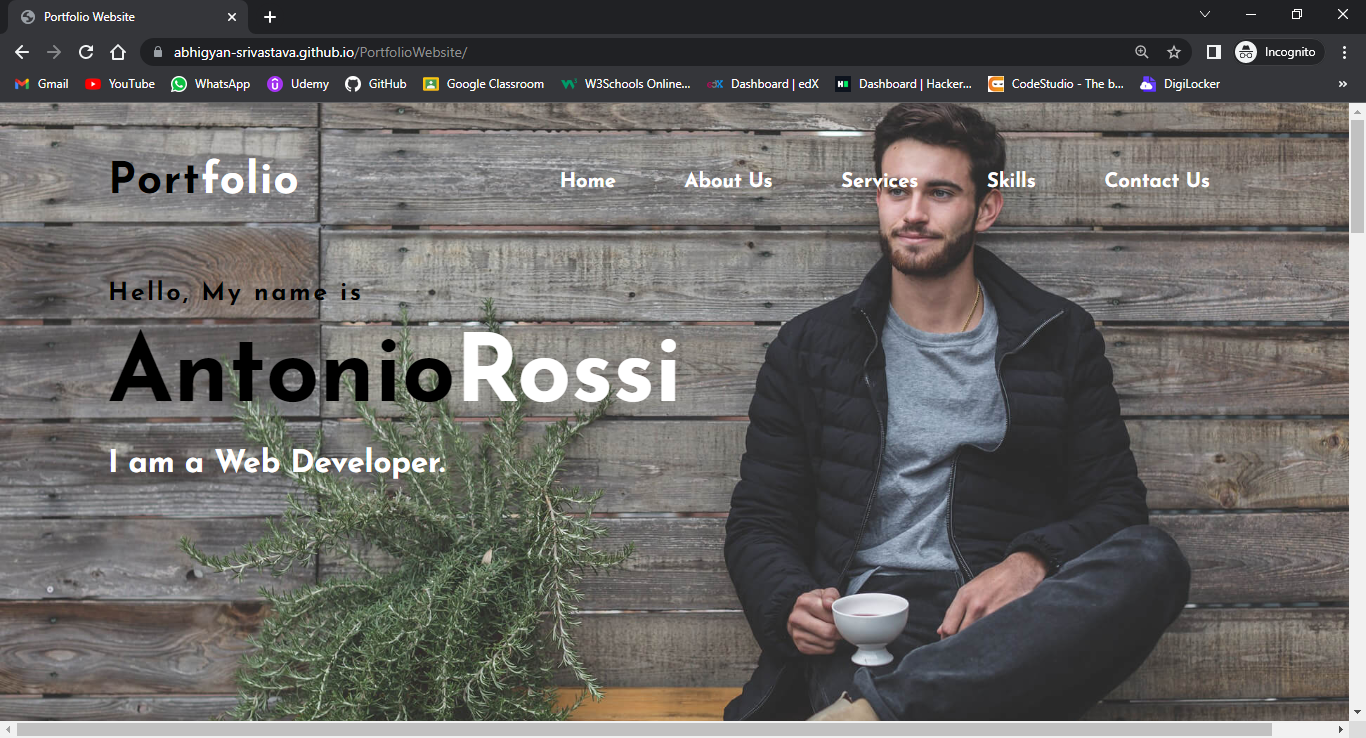 Portfolio Website
abhigyan-srivastava.github.io/PortfolioWebsite/
Incognito
Gmail
YouTube
WhatsApp
Udemy
GitHub
Google Classroom
W3Schools Online...
Dashboard | edX
Dashboard | Hacker...
CodeStudio - The b...
DigiLocker
»
Portfolio
Home
About Us
Services
Skills
Contact Us
Hello, My name is
AntonioRossi
I am a Web Developer.